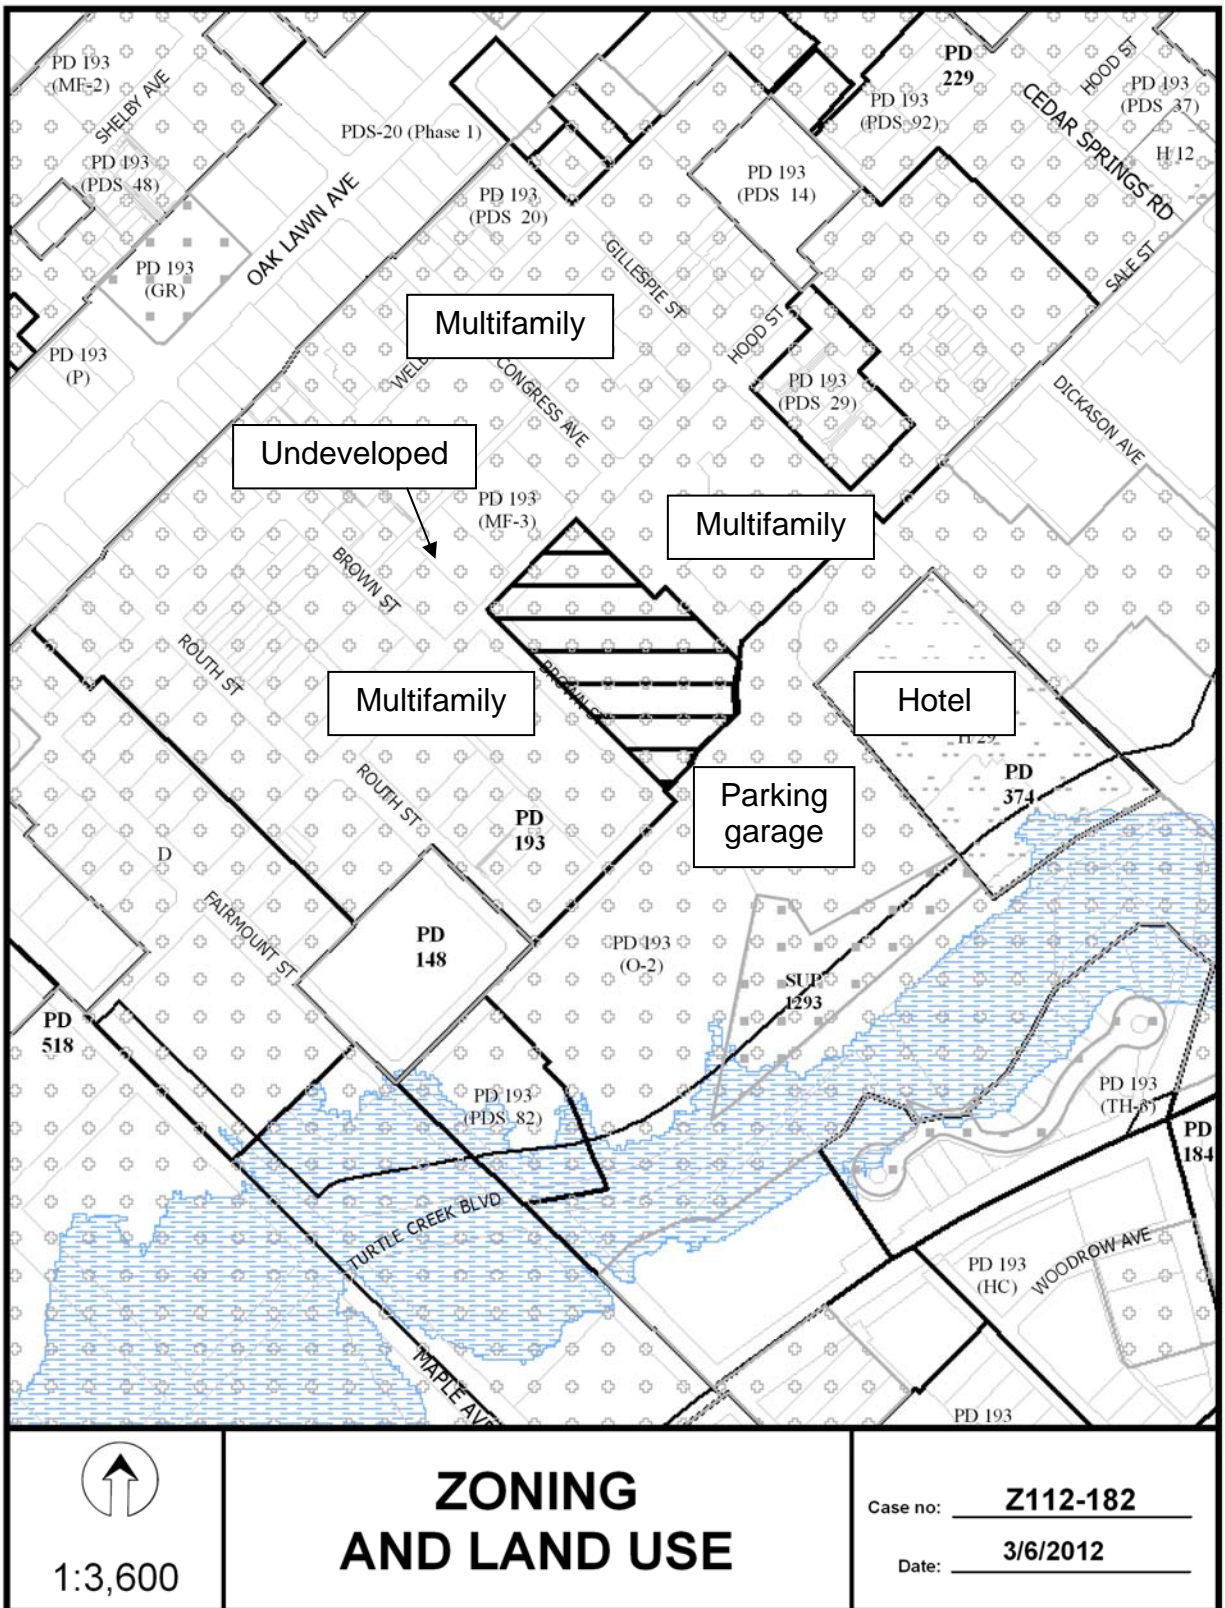 PD 193
(MF-2)
SHELBY AVE
PD 193
(PDS 48)
PDS-20 (Phase 1)
PD
229
HOOD ST
PD 193
(PDS 92)
PD 193
(PDS 37)
CEDAR SPRINGS RD
H 12
PD 193
(PDS 14)
PD 193
(PDS 20)
OAK LAWN AVE
PD 193
(GR)
GILLESPIE ST
SALE ST
Multifamily
HOOD ST
PD 193
(P)
CONGRESS AVE
PD 193
(PDS 29)
DICKASON AVE
Undeveloped
PD 193
(MF-3)
Multifamily
BROWN ST
ROUTH ST
BROWN ST
Multifamily
Hotel
H 29
PD
374
ROUTH ST
PD
193
Parking
garage
D
FAIRMOUNT ST
PD
148
PD 193
(O-2)
SUP
1293
PD
518
PD 193
(PDS 82)
PD 193
(TH-3)
PD
184
TURTLE CREEK BLVD
PD 193
(HC)
WOODROW AVE
MAPLE AVE
PD 193
1:3,600
ZONING
AND LAND USE
Case no: Z112-182
Date: 3/6/2012